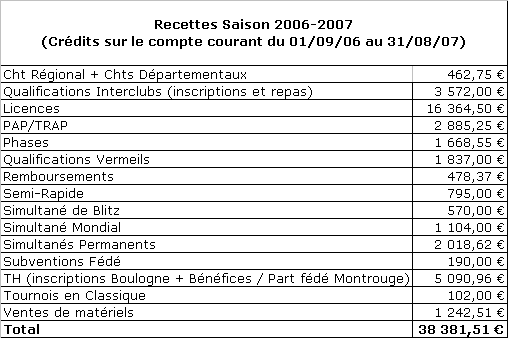 Recettes Saison 2006-2007
(Crédits sur le compte courant du 01/09/06 au 31/08/07)
Cht Régional + Chts Départementaux 462,75 €
Qualifications Interclubs (inscriptions et repas) 3 572,00 €
Licences 16 364,50 €
PAP/TRAP 2 885,25 €
Phases 1 668,55 €
Qualifications Vermeils 1 837,00 €
Remboursements 478,37 €
Semi-Rapide 795,00 €
Simultané de Blitz 570,00 €
Simultané Mondial 1 104,00 €
Simultanés Permanents 2 018,62 €
Subventions Fédé 190,00 €
TH (inscriptions Boulogne + Bénéfices / Part fédé Montrouge) 5 090,96 €
Tournois en Classique 102,00 €
Ventes de matériels 1 242,51 €
Total 38 381,51 €